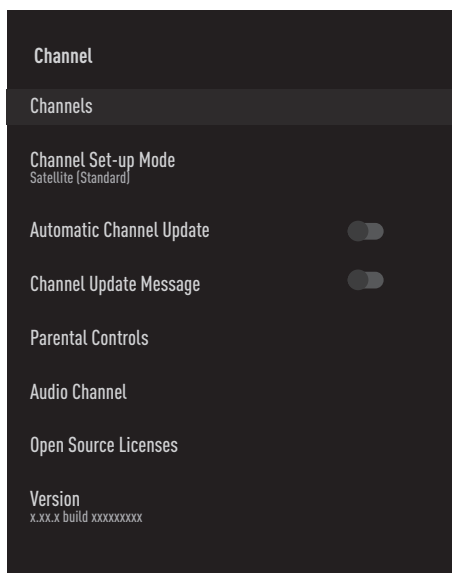 Channel
Channels
Channel Set-up Mode
Satellite (Standard)
Automatic Channel Update
Channel Update Message
Parental Controls
Audio Channel
Open Source Licenses
Version
x.xx.x build xxxxxxxxx